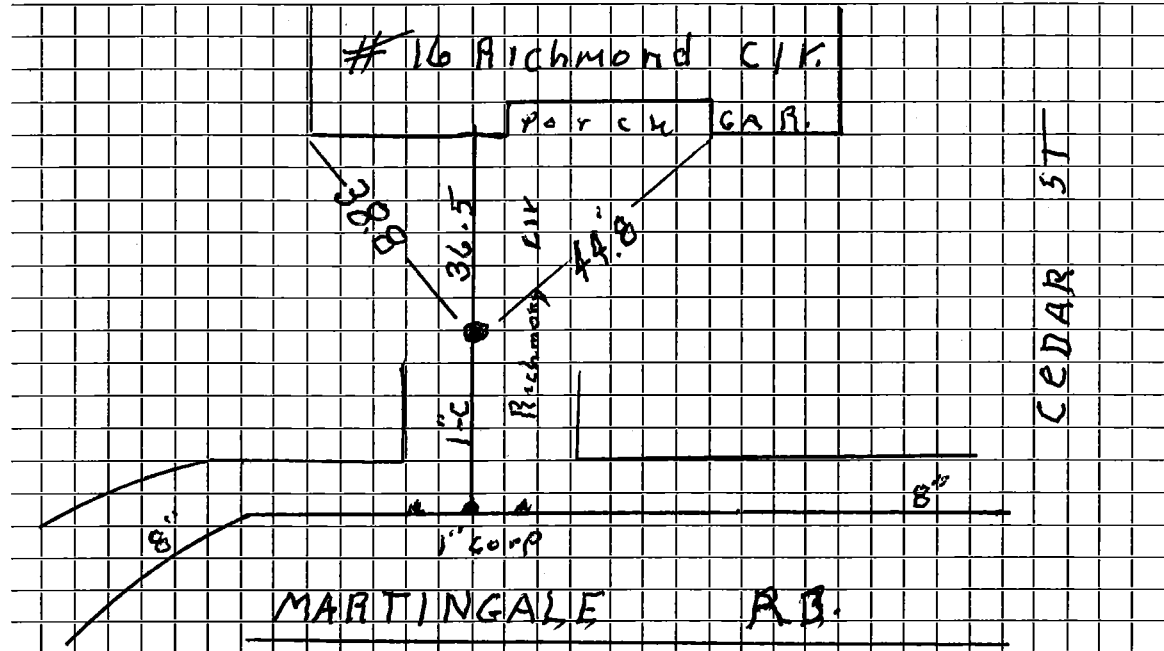 # 16 Richmond Cir.
Porch
GAR.
38.8
36.5
Cir
44.8'
Richmond
1"-C
CEDAR ST
8"
8"
1" Corp
MARTINGALE RD.